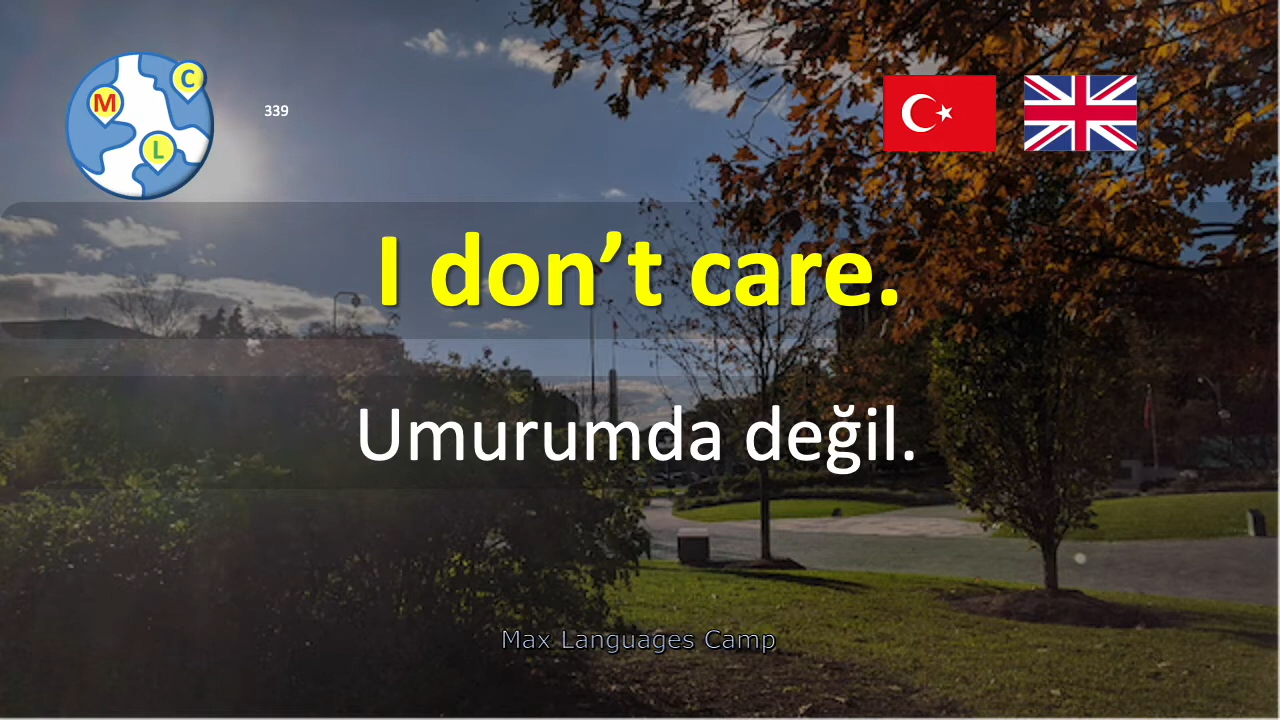 M
C
L
339
I don’t care.
Umurumda değil.
Max Languages Camp